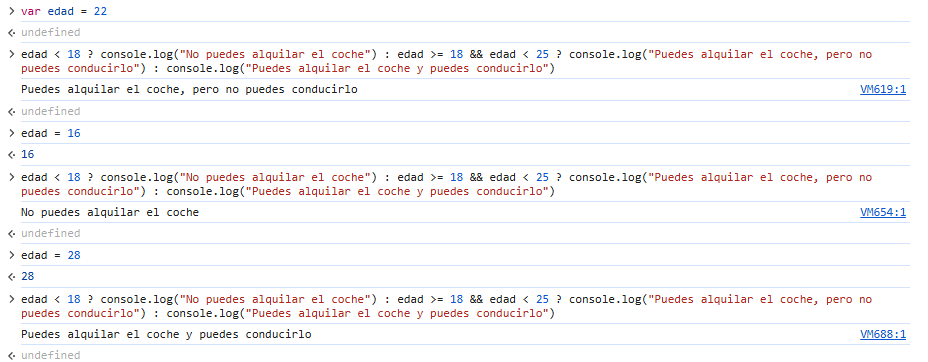 > var edad = 22
<· undefined
> edad < 18 ? console.log("No puedes alquilar el coche") : edad >= 18 && edad < 25 ? console.log("Puedes alquilar el coche, pero no
puedes conducirlo") : console.log("Puedes alquilar el coche y puedes conducirlo")
Puedes alquilar el coche, pero no puedes conducirlo VM619:1
<· undefined
> edad = 16
<· 16
> edad < 18 ? console.log("No puedes alquilar el coche") : edad >= 18 && edad < 25 ? console.log("Puedes alquilar el coche, pero no
puedes conducirlo") : console.log("Puedes alquilar el coche y puedes conducirlo")
No puedes alquilar el coche VM654:1
<· undefined
> edad = 28
<· 28
> edad < 18 ? console.log("No puedes alquilar el coche") : edad >= 18 && edad < 25 ? console.log("Puedes alquilar el coche, pero no
puedes conducirlo") : console.log("Puedes alquilar el coche y puedes conducirlo")
Puedes alquilar el coche y puedes conducirlo VM688:1
<· undefined